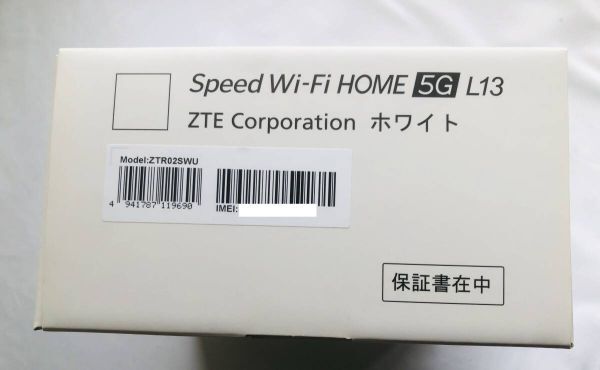 Speed Wi-Fi HOME 5G L13
ZTE Corporation ホワイト
Model:ZTR02SWU
4 941787 119690
IMEI:
保証書在中